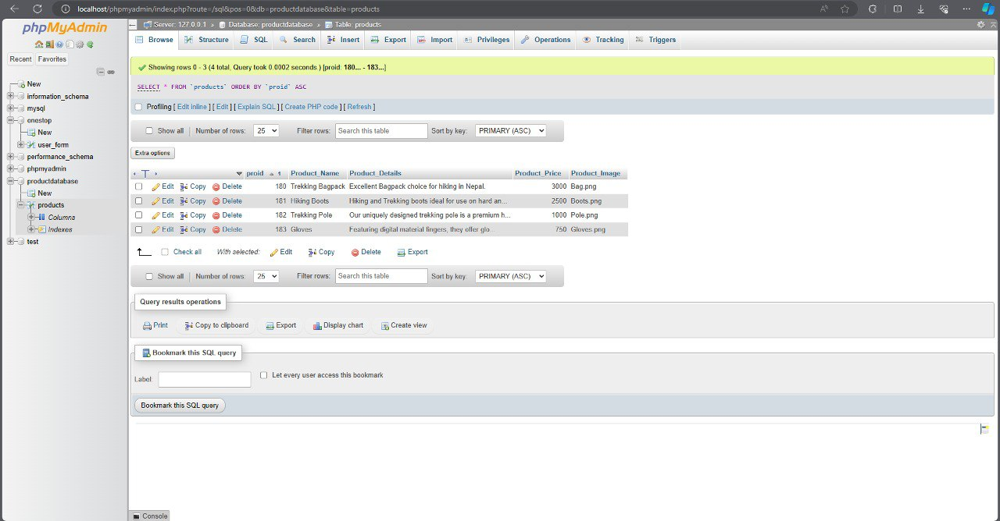 localhost/phpmyadmin/index.php?route=/sql&pos=0&db=productdatabase&table=products
phpMyAdmin
Recent Favorites
New
information_schema
mysql
onestop
New
user_form
performance_schema
phpmyadmin
productdatabase
New
products
Columns
Indexes
test
Server: 127.0.0.1 » Database: productdatabase » Table: products
Browse Structure SQL Search Insert Export Import Privileges Operations Tracking Triggers
Showing rows 0 - 3 (4 total, Query took 0.0002 seconds.) [proid: 180... - 183...]
SELECT * FROM `products` ORDER BY `proid` ASC
Profiling [ Edit inline ] [ Edit ] [ Explain SQL ] [ Create PHP code ] [ Refresh ]
Show all Number of rows: 25 Filter rows: Search this table Sort by key: PRIMARY (ASC)
Extra options
proid 1 Product_Name Product_Details Product_Price Product_Image
Edit Copy Delete 180 Trekking Bagpack Excellent Bagpack choice for hiking in Nepal. 3000 Bag.png
Edit Copy Delete 181 Hiking Boots Hiking and Trekking boots ideal for use on hard an... 2500 Boots.png
Edit Copy Delete 182 Trekking Pole Our uniquely designed trekking pole is a premium h... 1000 Pole.png
Edit Copy Delete 183 Gloves Featuring digital material lingers, they offer glo... 750 Gloves.png
Check all With selected: Edit Copy Delete Export
Show all Number of rows: 25 Filter rows: Search this table Sort by key: PRIMARY (ASC)
Query results operations
Print Copy to clipboard Export Display chart Create view
Bookmark this SQL query
Label: Let every user access this bookmark
Bookmark this SQL query
Console